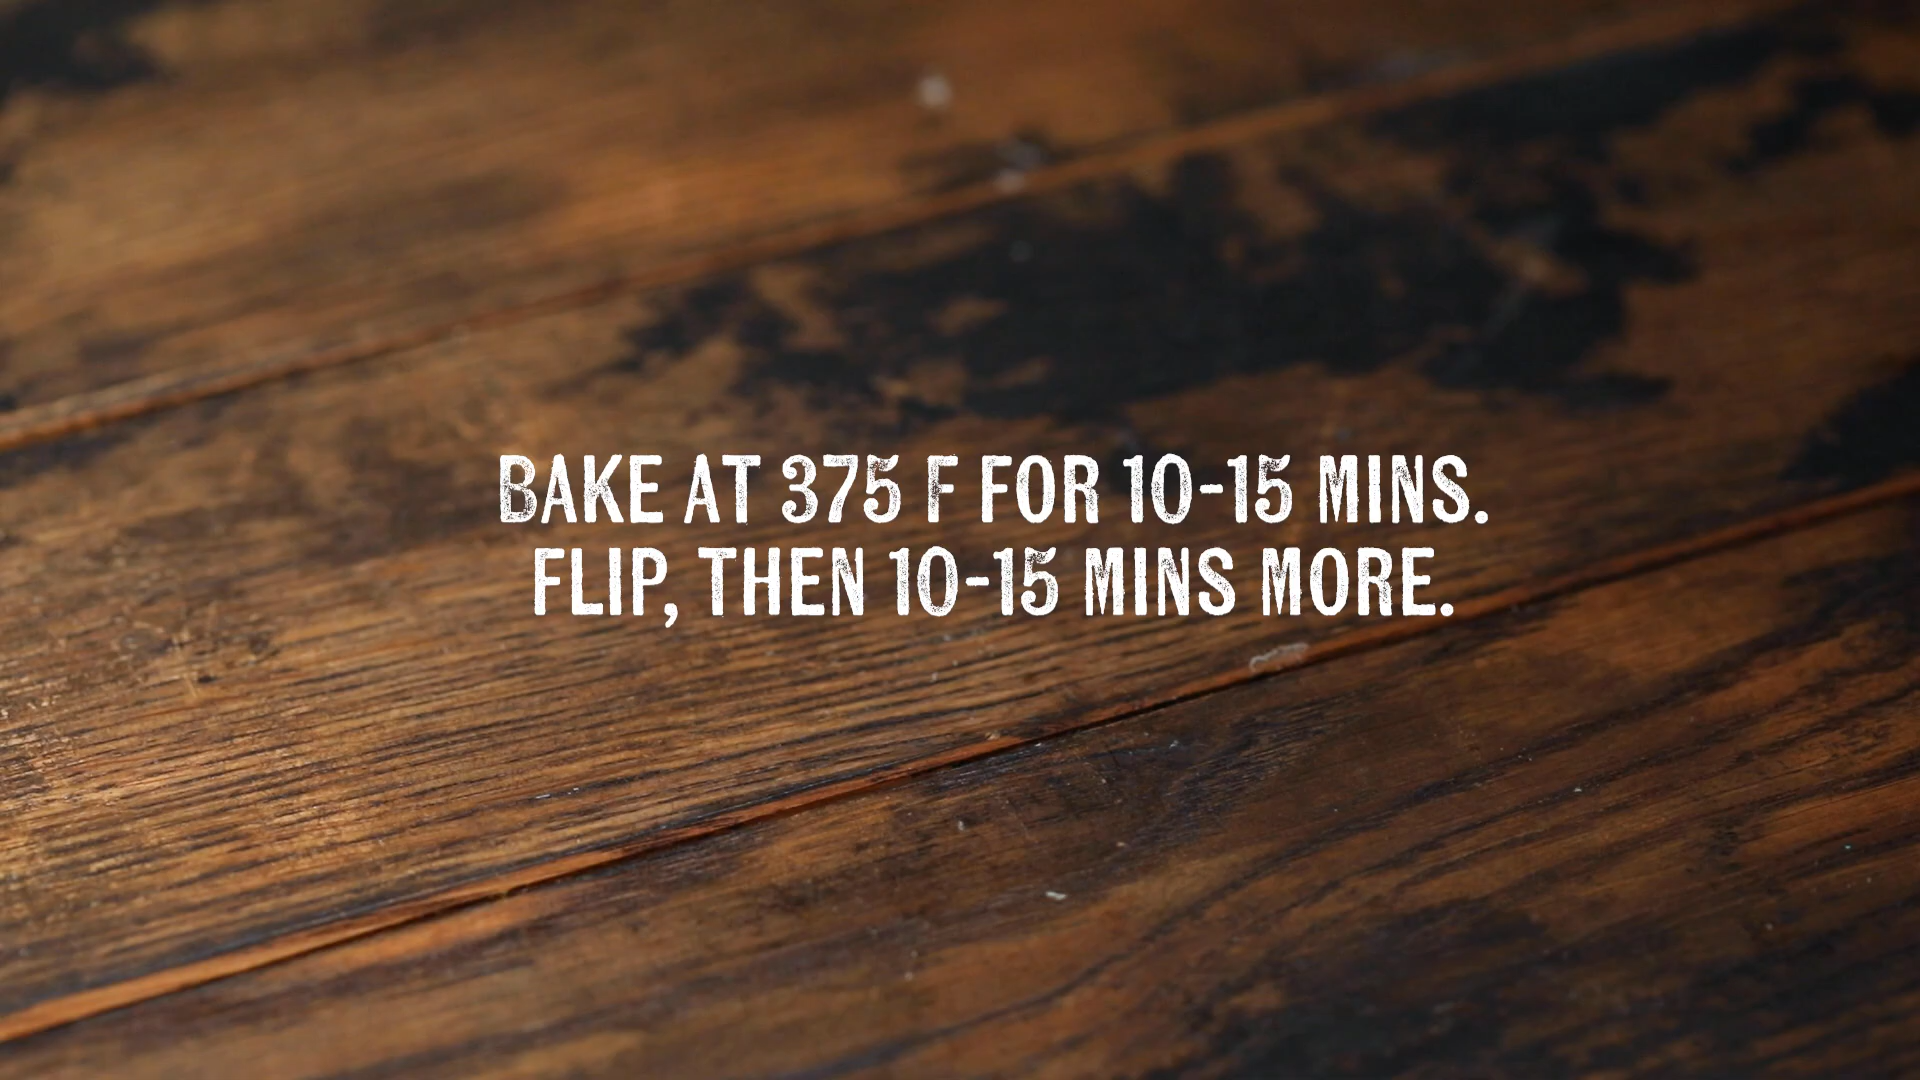 BAKE AT 375 F FOR 10-15 MINS.
FLIP, THEN 10-15 MINS MORE.